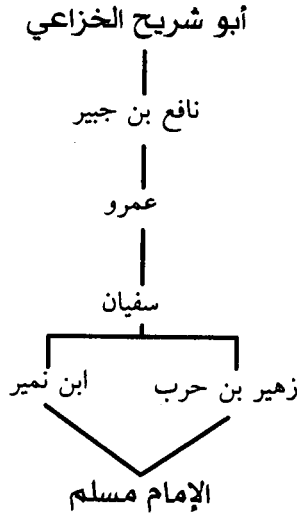 أبو شريح الخزاعي
نافع بن جبير
عمرو
سفيان
زهير بن حرب
ابن نمير
الإمام مسلم